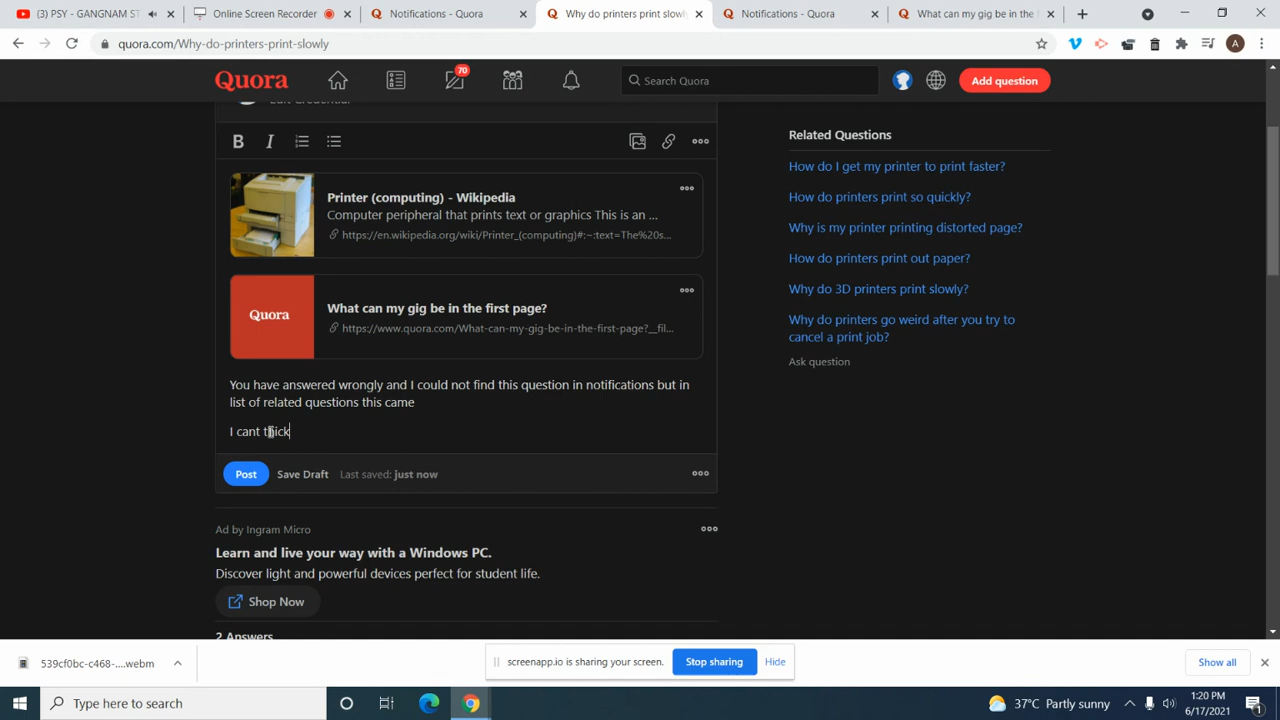 (3) PSY - GANGNAM ST
Online Screen Recorder
Notifications - Quora
Why do printers print slowly
Notifications - Quora
What can my gig be in the f
quora.com/Why-do-printers-print-slowly
A
Quora
70
Search Quora
Add question
Edit Credential
B I
Printer (computing) - Wikipedia
Computer peripheral that prints text or graphics This is an ...
https://en.wikipedia.org/wiki/Printer_(computing)#:~:text=The%20s...
Quora
What can my gig be in the first page?
https://www.quora.com/What-can-my-gig-be-in-the-first-page?__fil...
You have answered wrongly and I could not find this question in notifications but in
list of related questions this came
I cant thick
Post
Save Draft
Last saved: just now
Ad by Ingram Micro
Learn and live your way with a Windows PC.
Discover light and powerful devices perfect for student life.
Shop Now
2 Answers
Related Questions
How do I get my printer to print faster?
How do printers print so quickly?
Why is my printer printing distorted page?
How do printers print out paper?
Why do 3D printers print slowly?
Why do printers go weird after you try to
cancel a print job?
Ask question
screenapp.io is sharing your screen.
Stop sharing
Hide
539cf0bc-c468-....webm
Show all
Type here to search
37°C Partly sunny
1:20 PM
6/17/2021
1